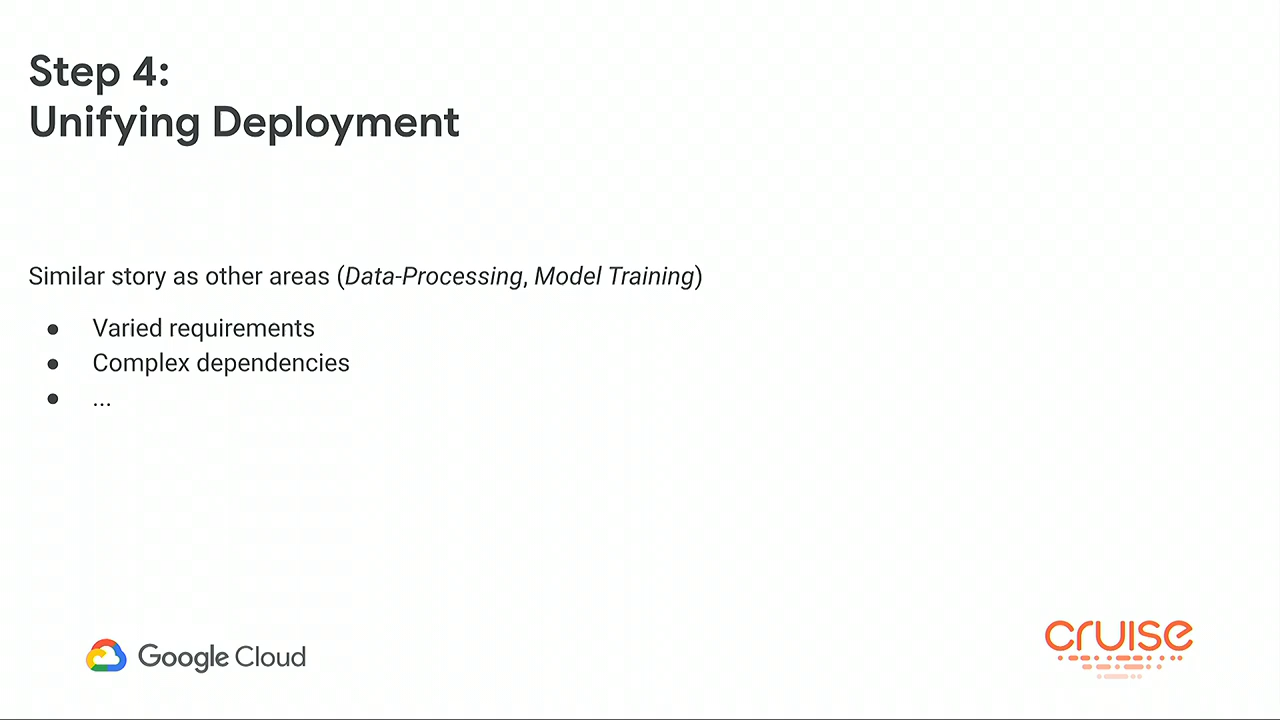 Step 4:
Unifying Deployment
Similar story as other areas (Data-Processing, Model Training)
● Varied requirements
● Complex dependencies
● ...
Google Cloud
cruise